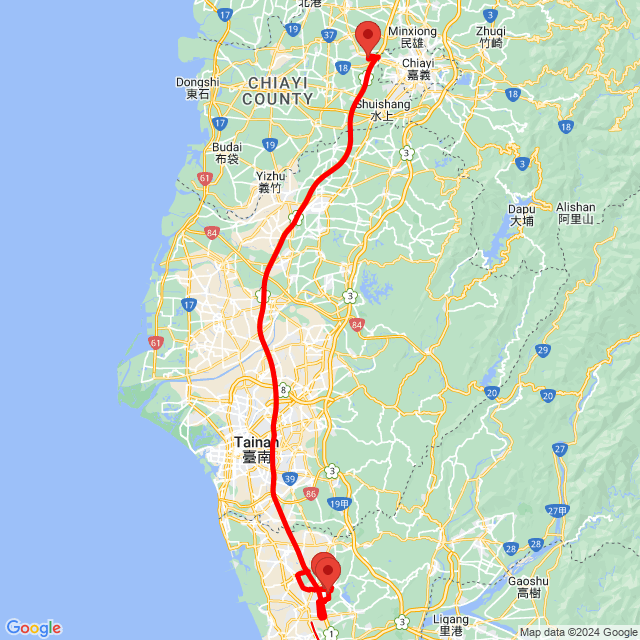 北港
Minxiong
民雄
Zhuqi
竹崎
37
1
3
18
Chiayi
嘉義
Dongshi
東石
CHIAYI
COUNTY
Shuishang
水上
17
18
19
Budai
布袋
3
3
Yizhu
義竹
61
Dapu
大埔
Alishan
阿里山
84
1
3
17
84
61
29
8
20
20
Tainan
臺南
3
27
39
86
19甲
27甲
28
28
Gaoshu
高樹
1
3
Ligang
里港
Google
Map data ©2024 Google